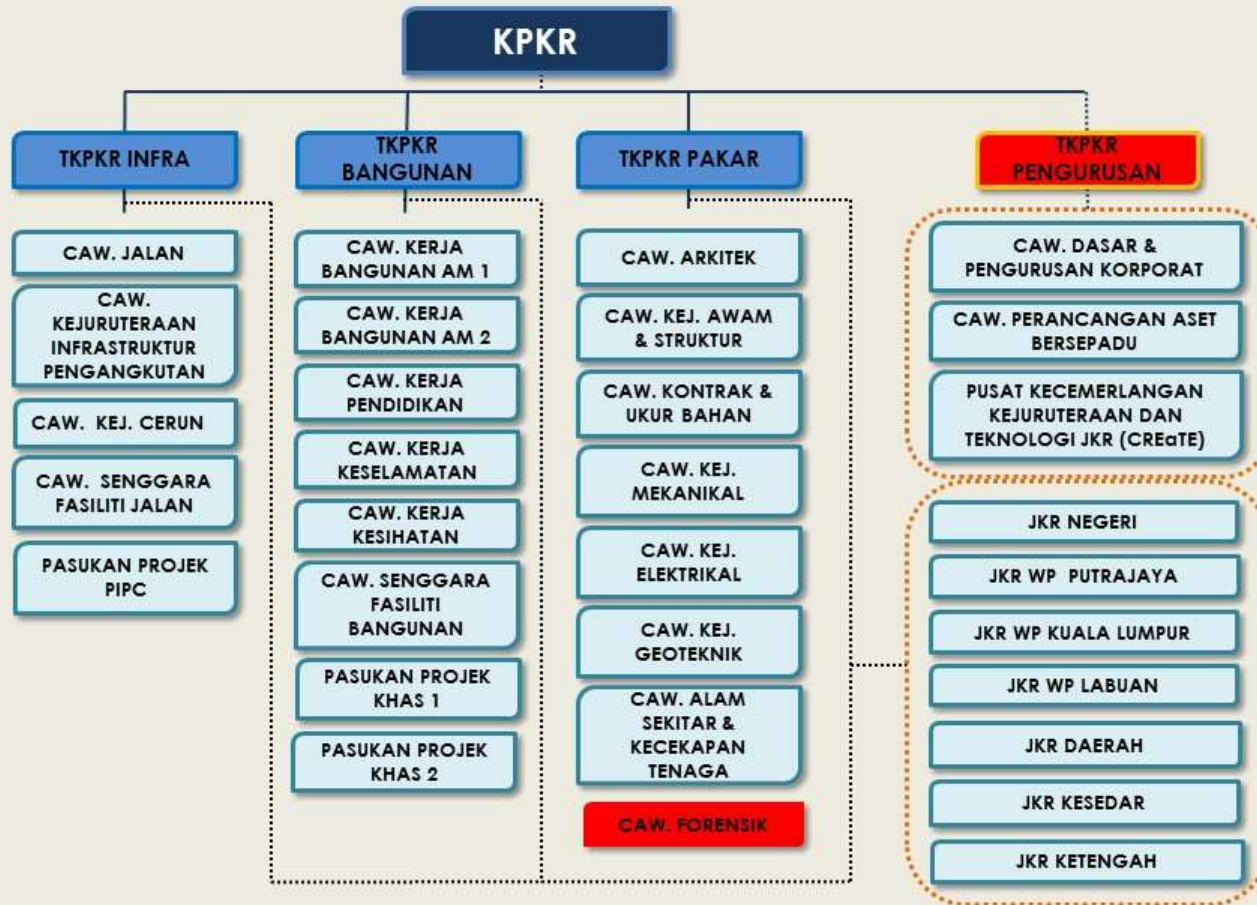 KPKR
TKPKR INFRA
CAW. JALAN
CAW.
KEJURUTERAAN
INFRASTRUKTUR
PENGANGKUTAN
CAW. KEJ. CERUN
CAW. SENGGARA
FASILITI JALAN
PASUKAN PROJEK
PIPC
TKPKR
BANGUNAN
CAW. KERJA
BANGUNAN AM 1
CAW. KERJA
BANGUNAN AM 2
CAW. KERJA
PENDIDIKAN
CAW. KERJA
KESELAMATAN
CAW. KERJA
KESIHATAN
CAW. SENGGARA
FASILITI
BANGUNAN
PASUKAN PROJEK
KHAS 1
PASUKAN PROJEK
KHAS 2
TKPKR PAKAR
CAW. ARKITEK
CAW. KEJ. AWAM
& STRUKTUR
CAW. KONTRAK &
UKUR BAHAN
CAW. KEJ.
MEKANIKAL
CAW. KEJ.
ELEKTRIKAL
CAW. KEJ.
GEOTEKNIK
CAW. ALAM
SEKITAR &
KECEKAPAN
TENAGA
CAW. FORENSIK
TKPKR
PENGURUSAN
CAW. DASAR &
PENGURUSAN KORPORAT
CAW. PERANCANGAN ASET
BERSEPADU
PUSAT KECEMERLANGAN
KEJURUTERAAN DAN
TEKNOLOGI JKR (CREaTE)
JKR NEGERI
JKR WP PUTRAJAYA
JKR WP KUALA LUMPUR
JKR WP LABUAN
JKR DAERAH
JKR KESEDAR
JKR KETENGAH